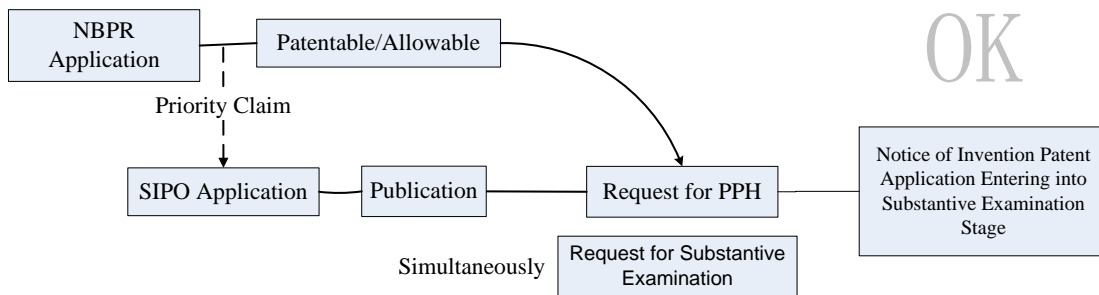 NBPR
Application
Patentable/Allowable
OK
Priority Claim
SIPO Application
Publication
Request for PPH
Notice of Invention Patent
Application Entering into
Substantive Examination
Stage
Simultaneously
Request for Substantive
Examination